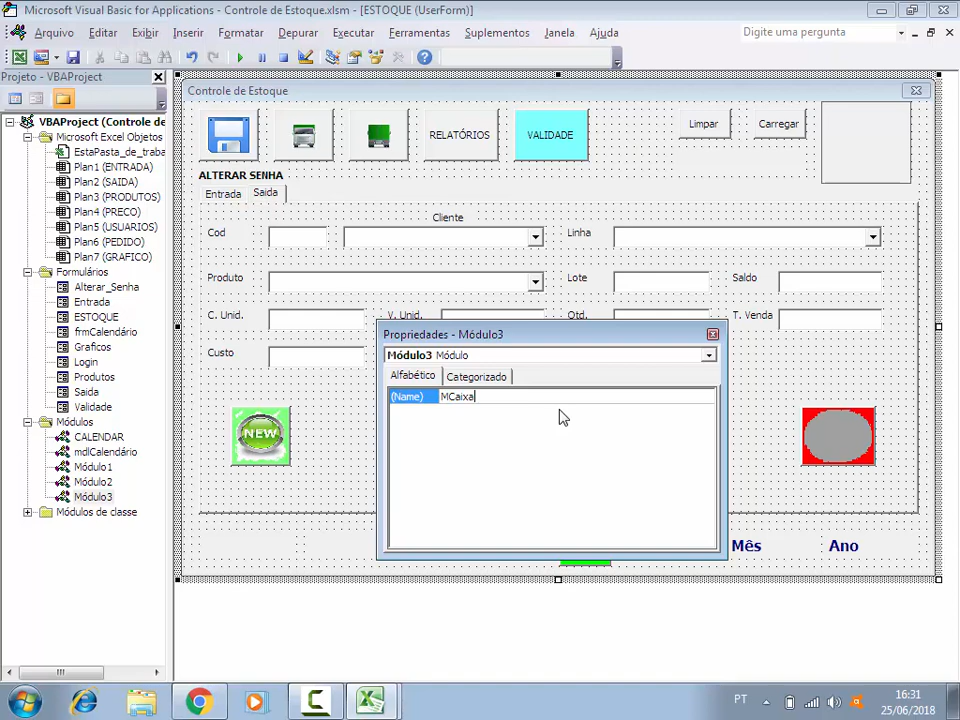 Microsoft Visual Basic for Applications - Controle de Estoque.xlsm - [ESTOQUE (UserForm)]
Arquivo Editar Exibir Inserir Formatar Depurar Executar Ferramentas Suplementos Janela Ajuda
Digite uma pergunta
Projeto - VBAProject
VBAProject (Controle de
Microsoft Excel Objetos
EstaPasta_de_traba
Plan1 (ENTRADA)
Plan2 (SAIDA)
Plan3 (PRODUTOS)
Plan4 (PRECO)
Plan5 (USUARIOS)
Plan6 (PEDIDO)
Plan7 (GRAFICO)
Formulários
Alterar_Senha
Entrada
ESTOQUE
frmCalendário
Graficos
Login
Produtos
Saida
Validade
Módulos
CALENDAR
mdlCalendário
Módulo1
Módulo2
Módulo3
Módulos de classe
Controle de Estoque
RELATÓRIOS
VALIDADE
Limpar
Carregar
ALTERAR SENHA
Entrada Saida
Cliente
Cod
Linha
Produto
Lote
Saldo
C. Unid.
V. Unid.
Qtd.
T. Venda
Custo
NEW
Mês
Ano
Propriedades - Módulo3
Módulo3 Módulo
Alfabético Categorizado
(Name) MCaixa
PT
16:31
25/06/2018